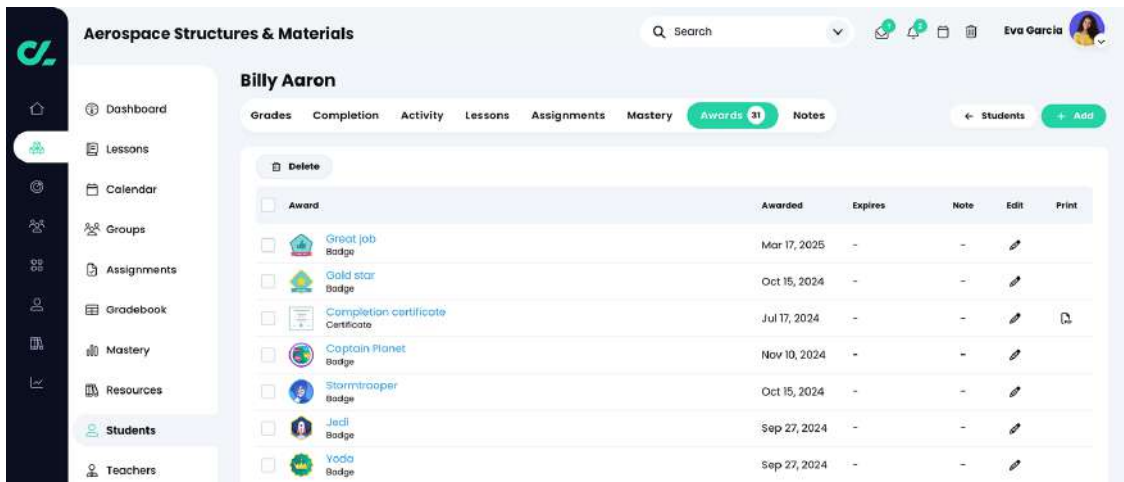 Aerospace Structures & Materials
Search
1
2
Eva Garcia
Dashboard
Lessons
Calendar
Groups
Assignments
Gradebook
Mastery
Resources
Students
Teachers
Billy Aaron
Grades Completion Activity Lessons Assignments Mastery Awards 31 Notes
← Students + Add
Delete
Award Awarded Expires Note Edit Print
Great job Mar 17, 2025 - -
Badge
Gold star Oct 15, 2024 - -
Badge
Completion certificate Jul 17, 2024 - -
Certificate
Captain Planet Nov 10, 2024 - -
Badge
Stormtrooper Oct 15, 2024 - -
Badge
Jedi Sep 27, 2024 - -
Badge
Yoda Sep 27, 2024 - -
Badge